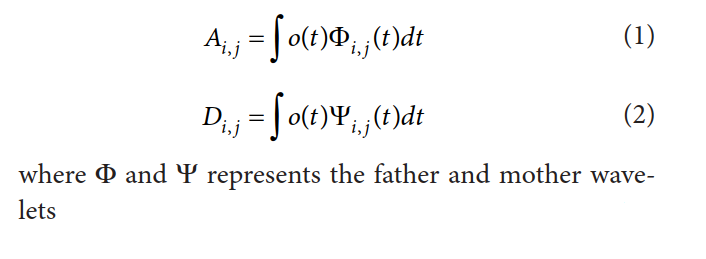 A_{i,j} = ∫ o(t)Φ_{i,j}(t)dt (1)
D_{i,j} = ∫ o(t)Ψ_{i,j}(t)dt (2)
where Φ and Ψ represents the father and mother wave-
lets